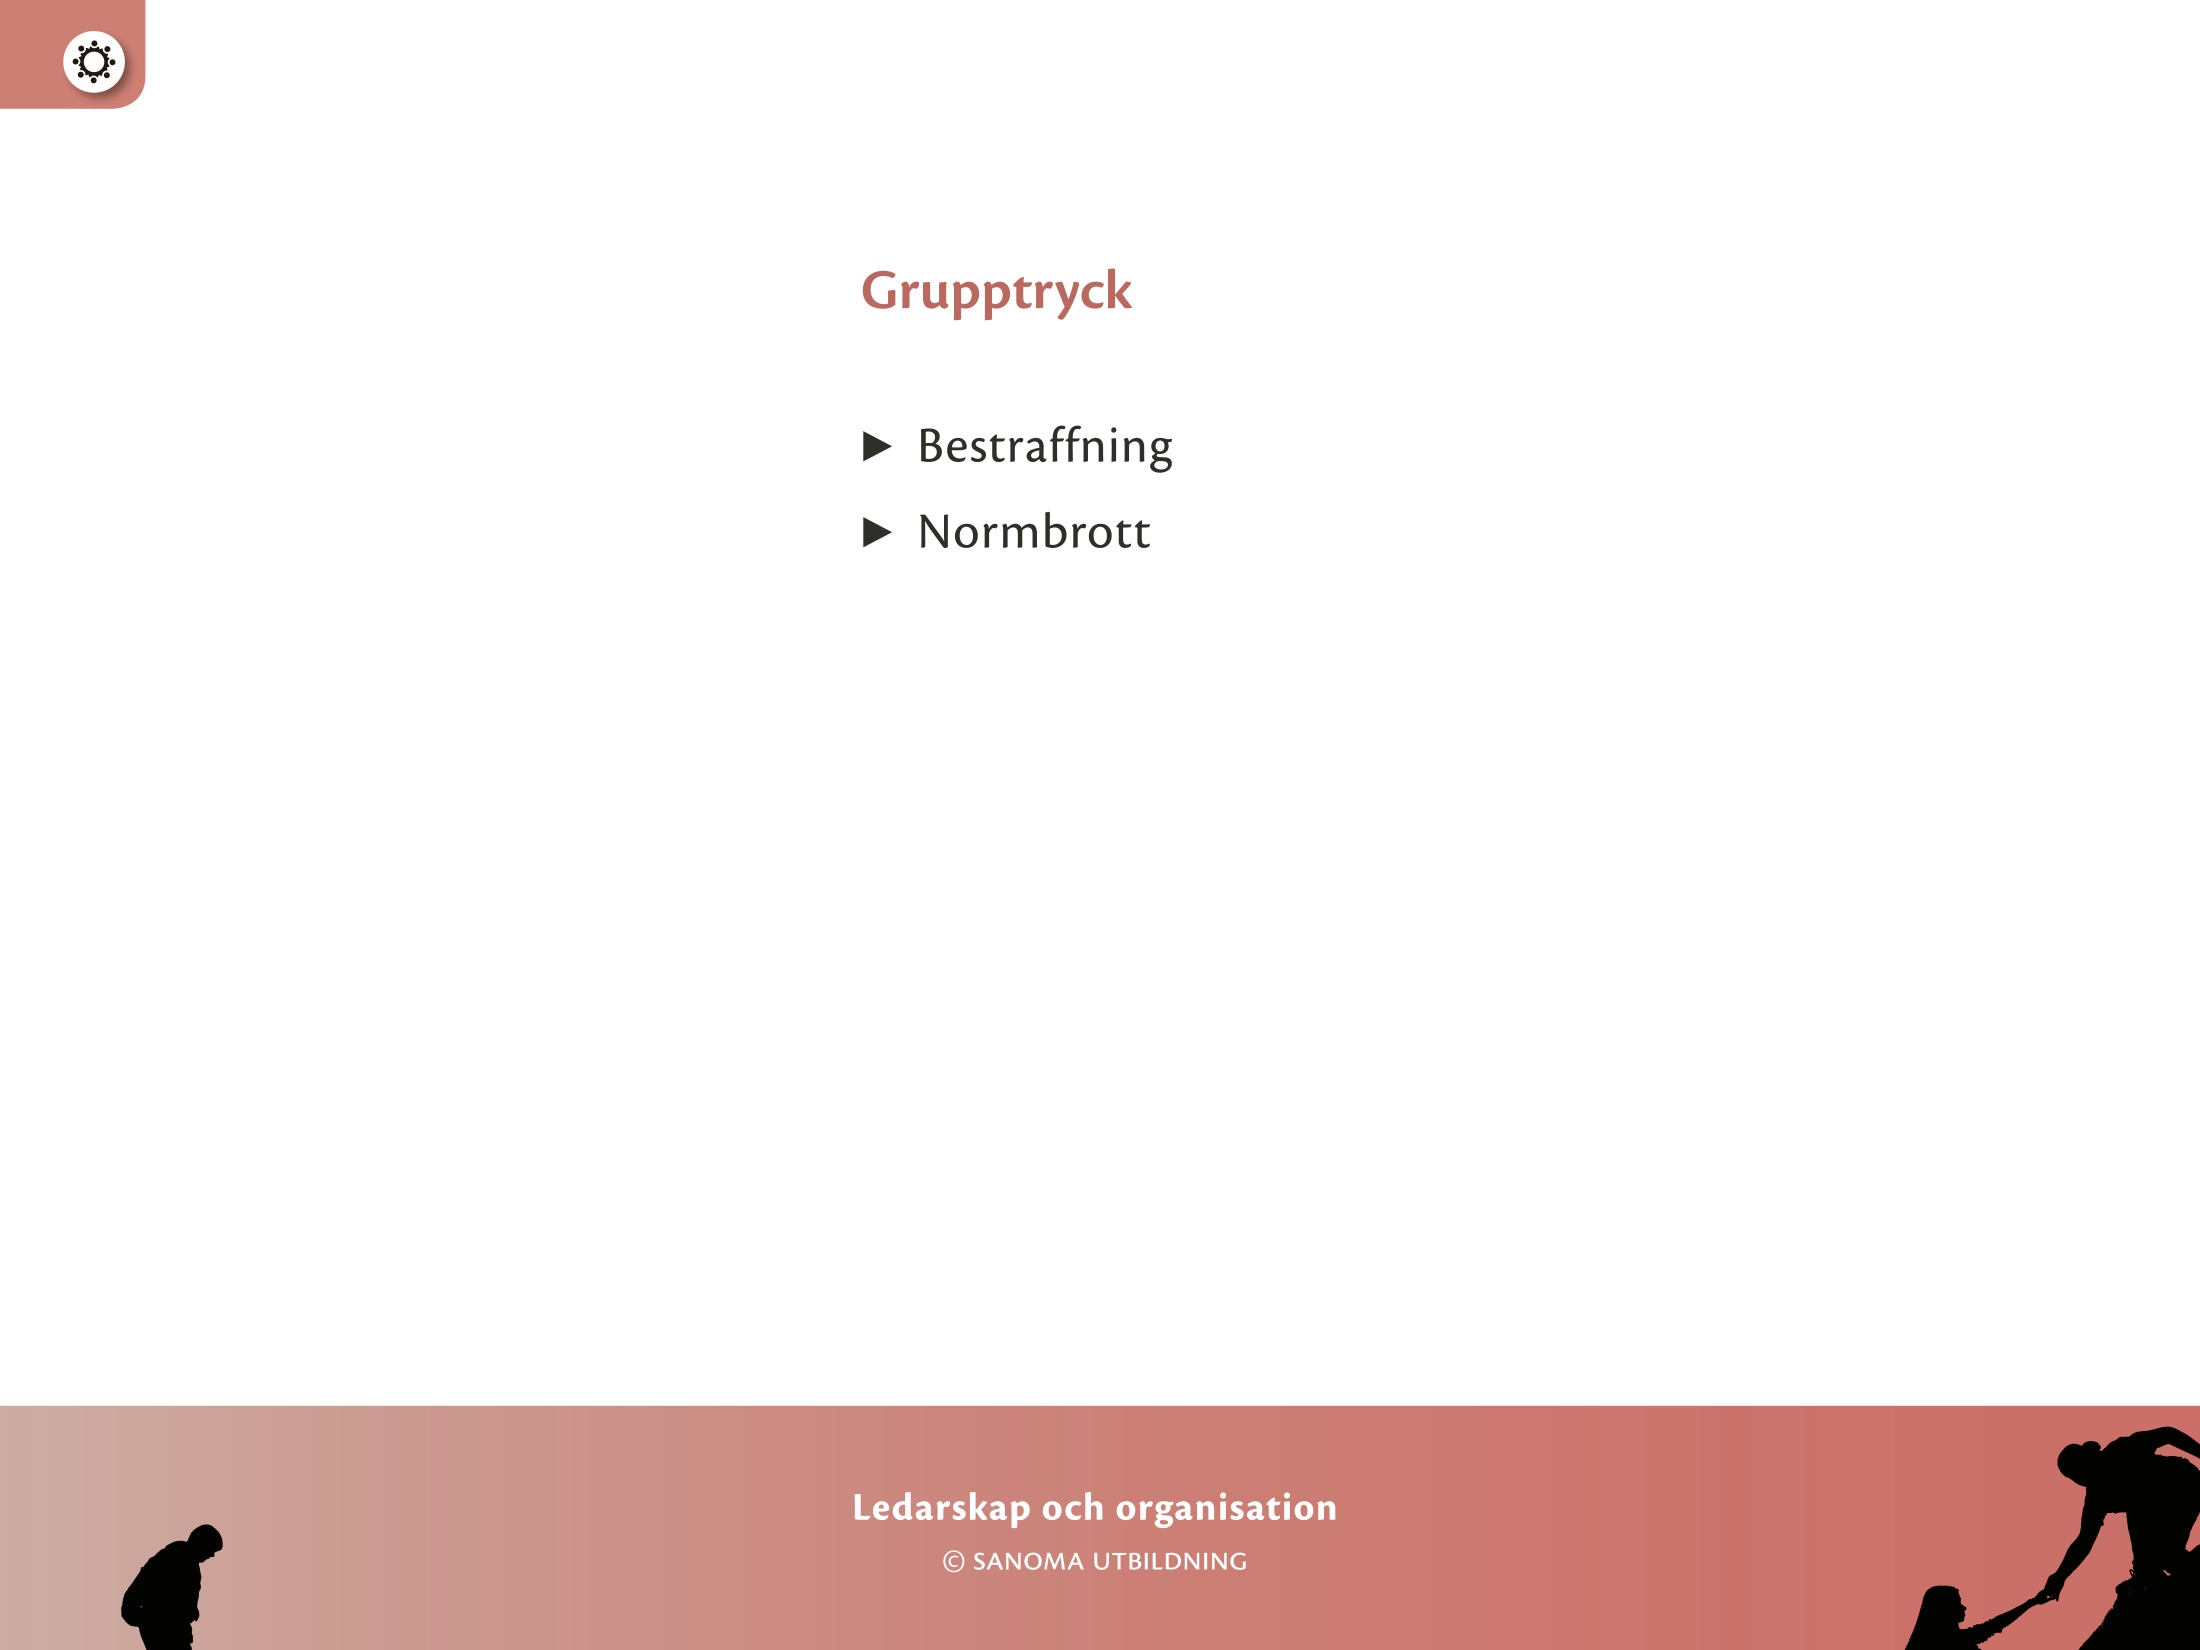 Grupptryck
► Bestraffning
► Normbrott
Ledarskap och organisation
© SANOMA UTBILDNING